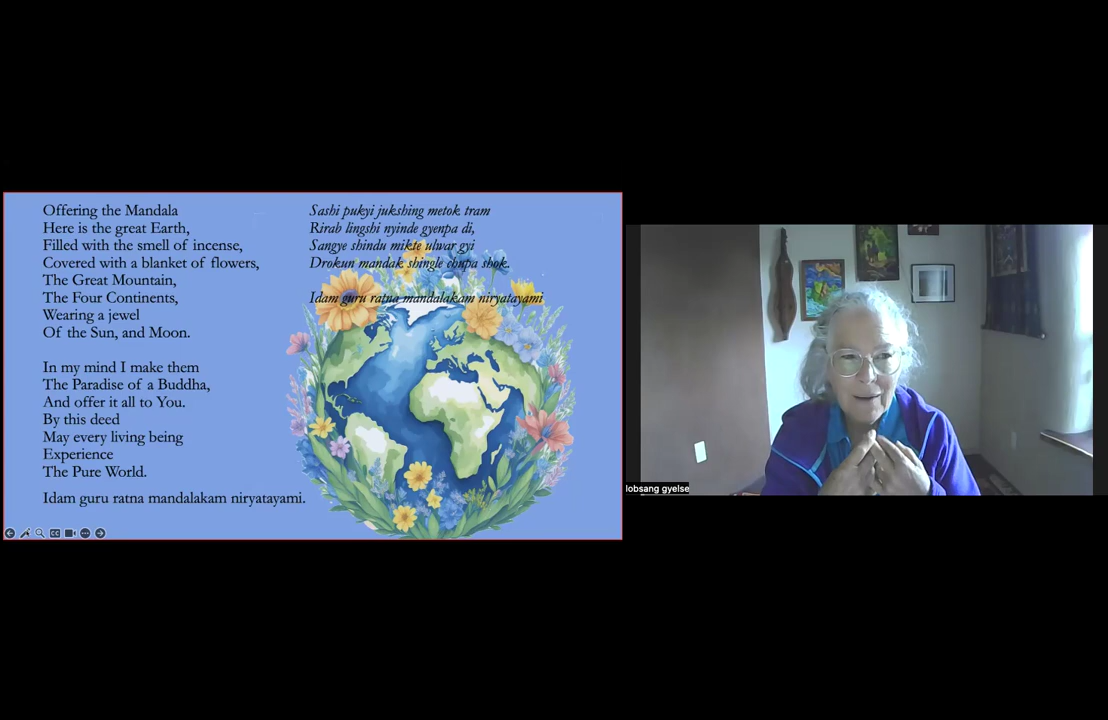 Offering the Mandala
Here is the great Earth,
Filled with the smell of incense,
Covered with a blanket of flowers,
The Great Mountain,
The Four Continents,
Wearing a jewel
Of the Sun, and Moon.
In my mind I make them
The Paradise of a Buddha,
And offer it all to You.
By this deed
May every living being
Experience
The Pure World.
Idam guru ratna mandalakam niryatayami.
Sashi pukyi jukshing metok tram
Rirab lingshi nyinde gyenpa di,
Sangye shindu mikte ulwar gyi
Drokun mandak shingle chupa shok.
Idam guru ratna mandalakam niryatayami
lobsang gyelse